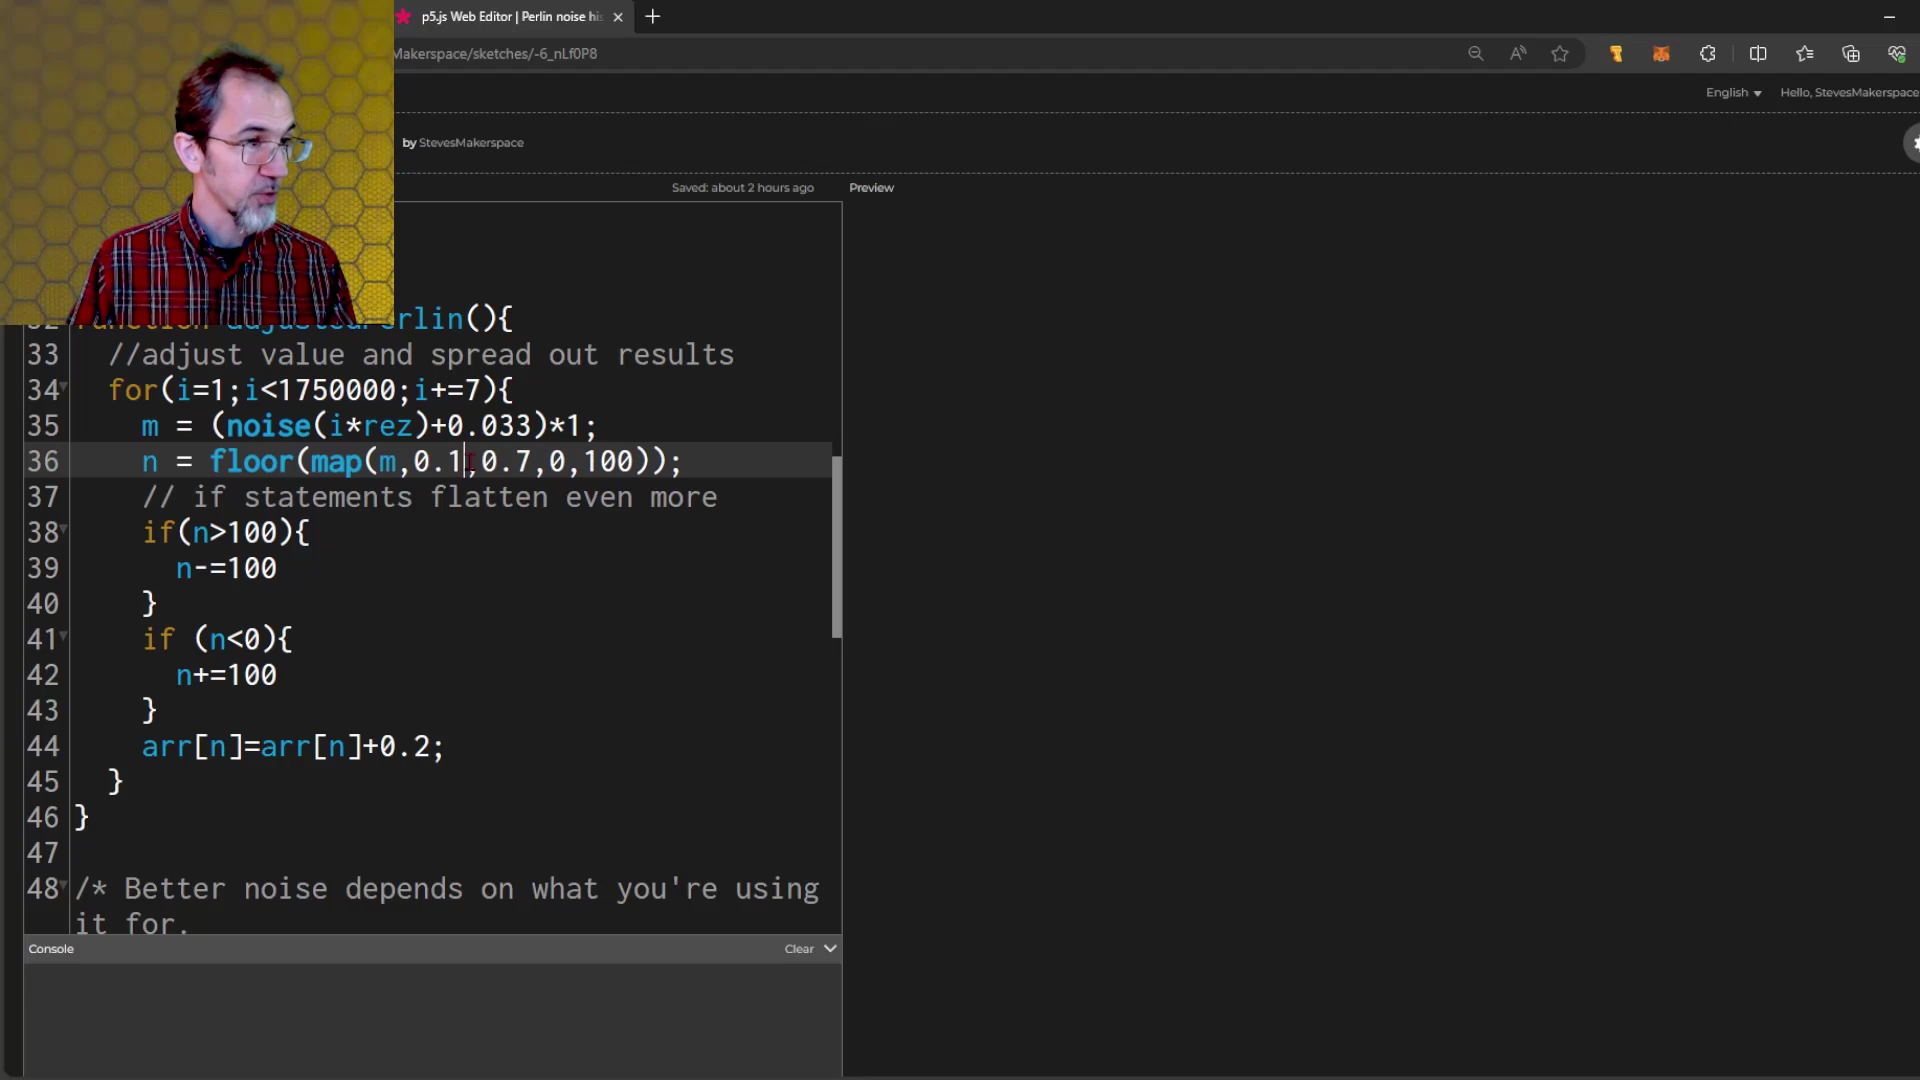 p5.js Web Editor | Perlin noise his
Makerspace/sketches/-6_nLf0P8
English
Hello, StevesMakerspace
by StevesMakerspace
Saved: about 2 hours ago
Preview
(){
33 //adjust value and spread out results
34 for(i=1;i<1750000;i+=7){
35 m = (noise(i*rez)+0.033)*1;
36 n = floor(map(m,0.1,0.7,0,100));
37 // if statements flatten even more
38 if(n>100){
39 n-=100
40 }
41 if (n<0){
42 n+=100
43 }
44 arr[n]=arr[n]+0.2;
45 }
46 }
47
48 /* Better noise depends on what you're using
it for.
Console
Clear